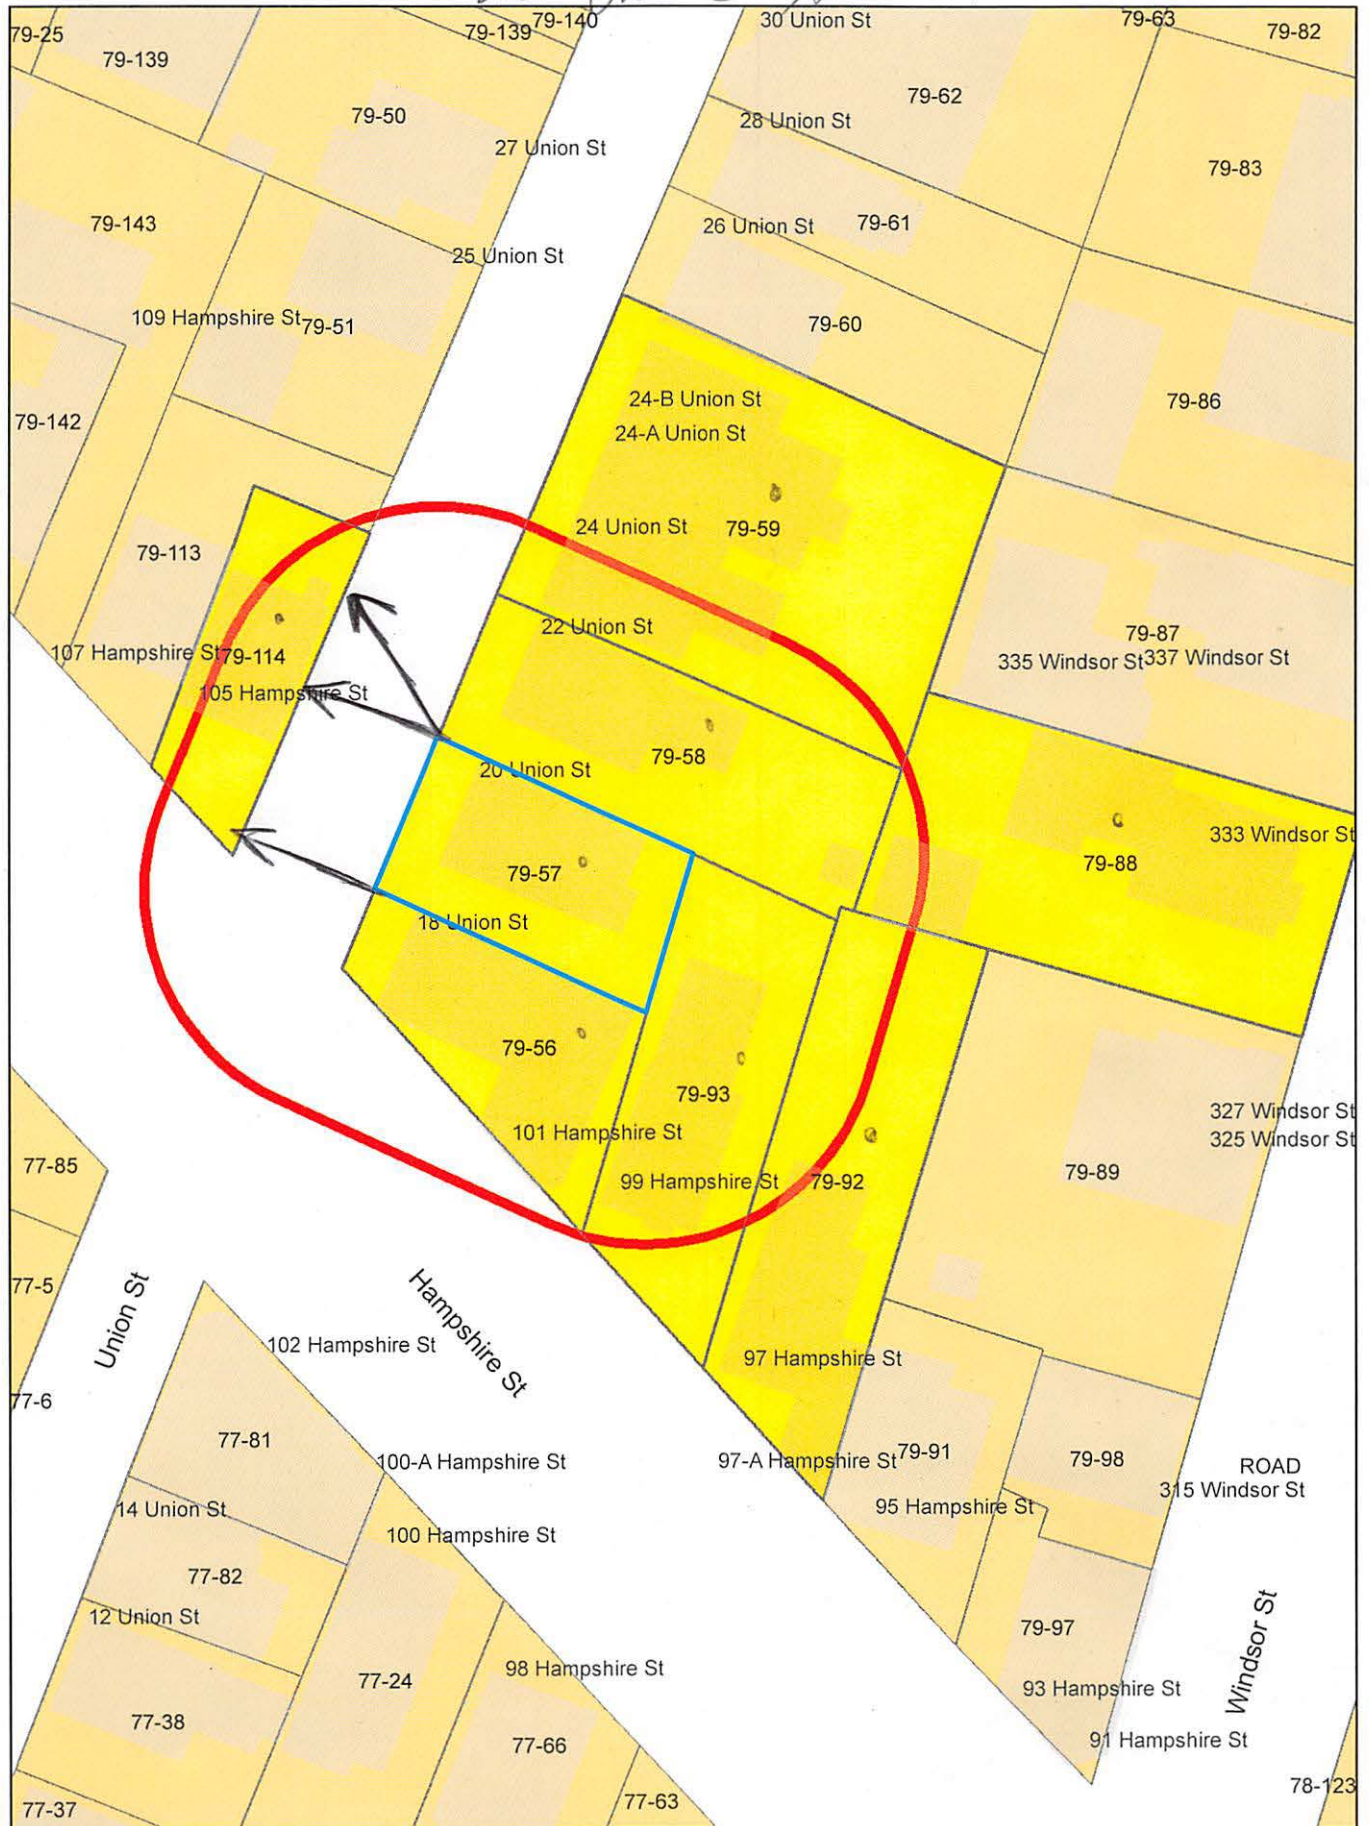 30 Union St
79-63
79-140
79-25
79-139
79-139
79-82
79-62
79-50
28 Union St
27 Union St
79-83
79-143
26 Union St
79-61
25 Union St
109 Hampshire St
79-51
79-60
24-B Union St
79-86
79-142
24-A Union St
24 Union St
79-59
79-113
22 Union St
79-87
107 Hampshire St
79-114
335 Windsor St
337 Windsor St
105 Hampshire St
20 Union St
79-58
333 Windsor St
79-57
79-88
18 Union St
79-56
79-93
327 Windsor St
101 Hampshire St
325 Windsor St
77-85
99 Hampshire St
79-92
79-89
77-5
Union St
Hampshire St
102 Hampshire St
97 Hampshire St
77-6
77-81
100-A Hampshire St
97-A Hampshire St
79-91
79-98
ROAD
315 Windsor St
14 Union St
95 Hampshire St
100 Hampshire St
77-82
12 Union St
79-97
Windsor St
98 Hampshire St
77-24
93 Hampshire St
77-38
91 Hampshire St
77-66
78-123
77-63
77-37